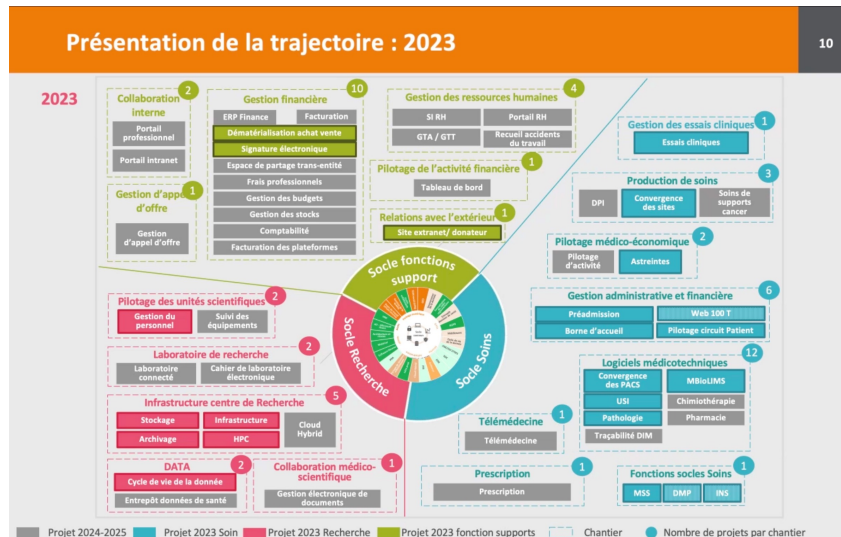 Présentation de la trajectoire : 2023
10
2023
Collaboration
interne
2
Portail
professionnel
Portail intranet
Gestion d'appel
d'offre
1
Gestion
d'appel d'offre
Gestion financière
10
ERP Finance
Facturation
Dématérialisation achat vente
Signature électronique
Espace de partage trans-entité
Frais professionnels
Gestion des budgets
Gestion des stocks
Comptabilité
Facturation des plateformes
Gestion des ressources humaines
4
SI RH
Portail RH
GTA / GTT
Recueil accidents
du travail
Pilotage de l'activité financière
1
Tableau de bord
Relations avec l'extérieur
1
Site extranet/ donateur
Gestion des essais cliniques
1
Essais cliniques
Production de soins
3
DPI
Convergence
des sites
Soins de
supports
cancer
Pilotage médico-économique
2
Pilotage
d'activité
Astreintes
Gestion administrative et financière
6
Préadmission
Web 100 T
Borne d'accueil
Pilotage circuit Patient
Logiciels médicotechniques
12
Convergence
des PACS
MBioLIMS
USI
Chimiothérapie
Pathologie
Pharmacie
Traçabilité DIM
Socle fonctions
support
Socle Recherche
Socle Soins
Pilotage des unités scientifiques
2
Gestion du
personnel
Suivi des
équipements
Laboratoire de recherche
2
Laboratoire
connecté
Cahier de laboratoire
électronique
Infrastructure centre de Recherche
5
Stockage
Infrastructure
Cloud
Hybrid
Archivage
HPC
DATA
2
Cycle de vie de la donnée
Entrepôt données de santé
Collaboration médico-
scientifique
1
Gestion électronique de
documents
Télémédecine
1
Télémédecine
Prescription
1
Prescription
Fonctions socles Soins
1
MSS
DMP
INS
Projet 2024-2025
Projet 2023 Soin
Projet 2023 Recherche
Projet 2023 fonction supports
Chantier
Nombre de projets par chantier